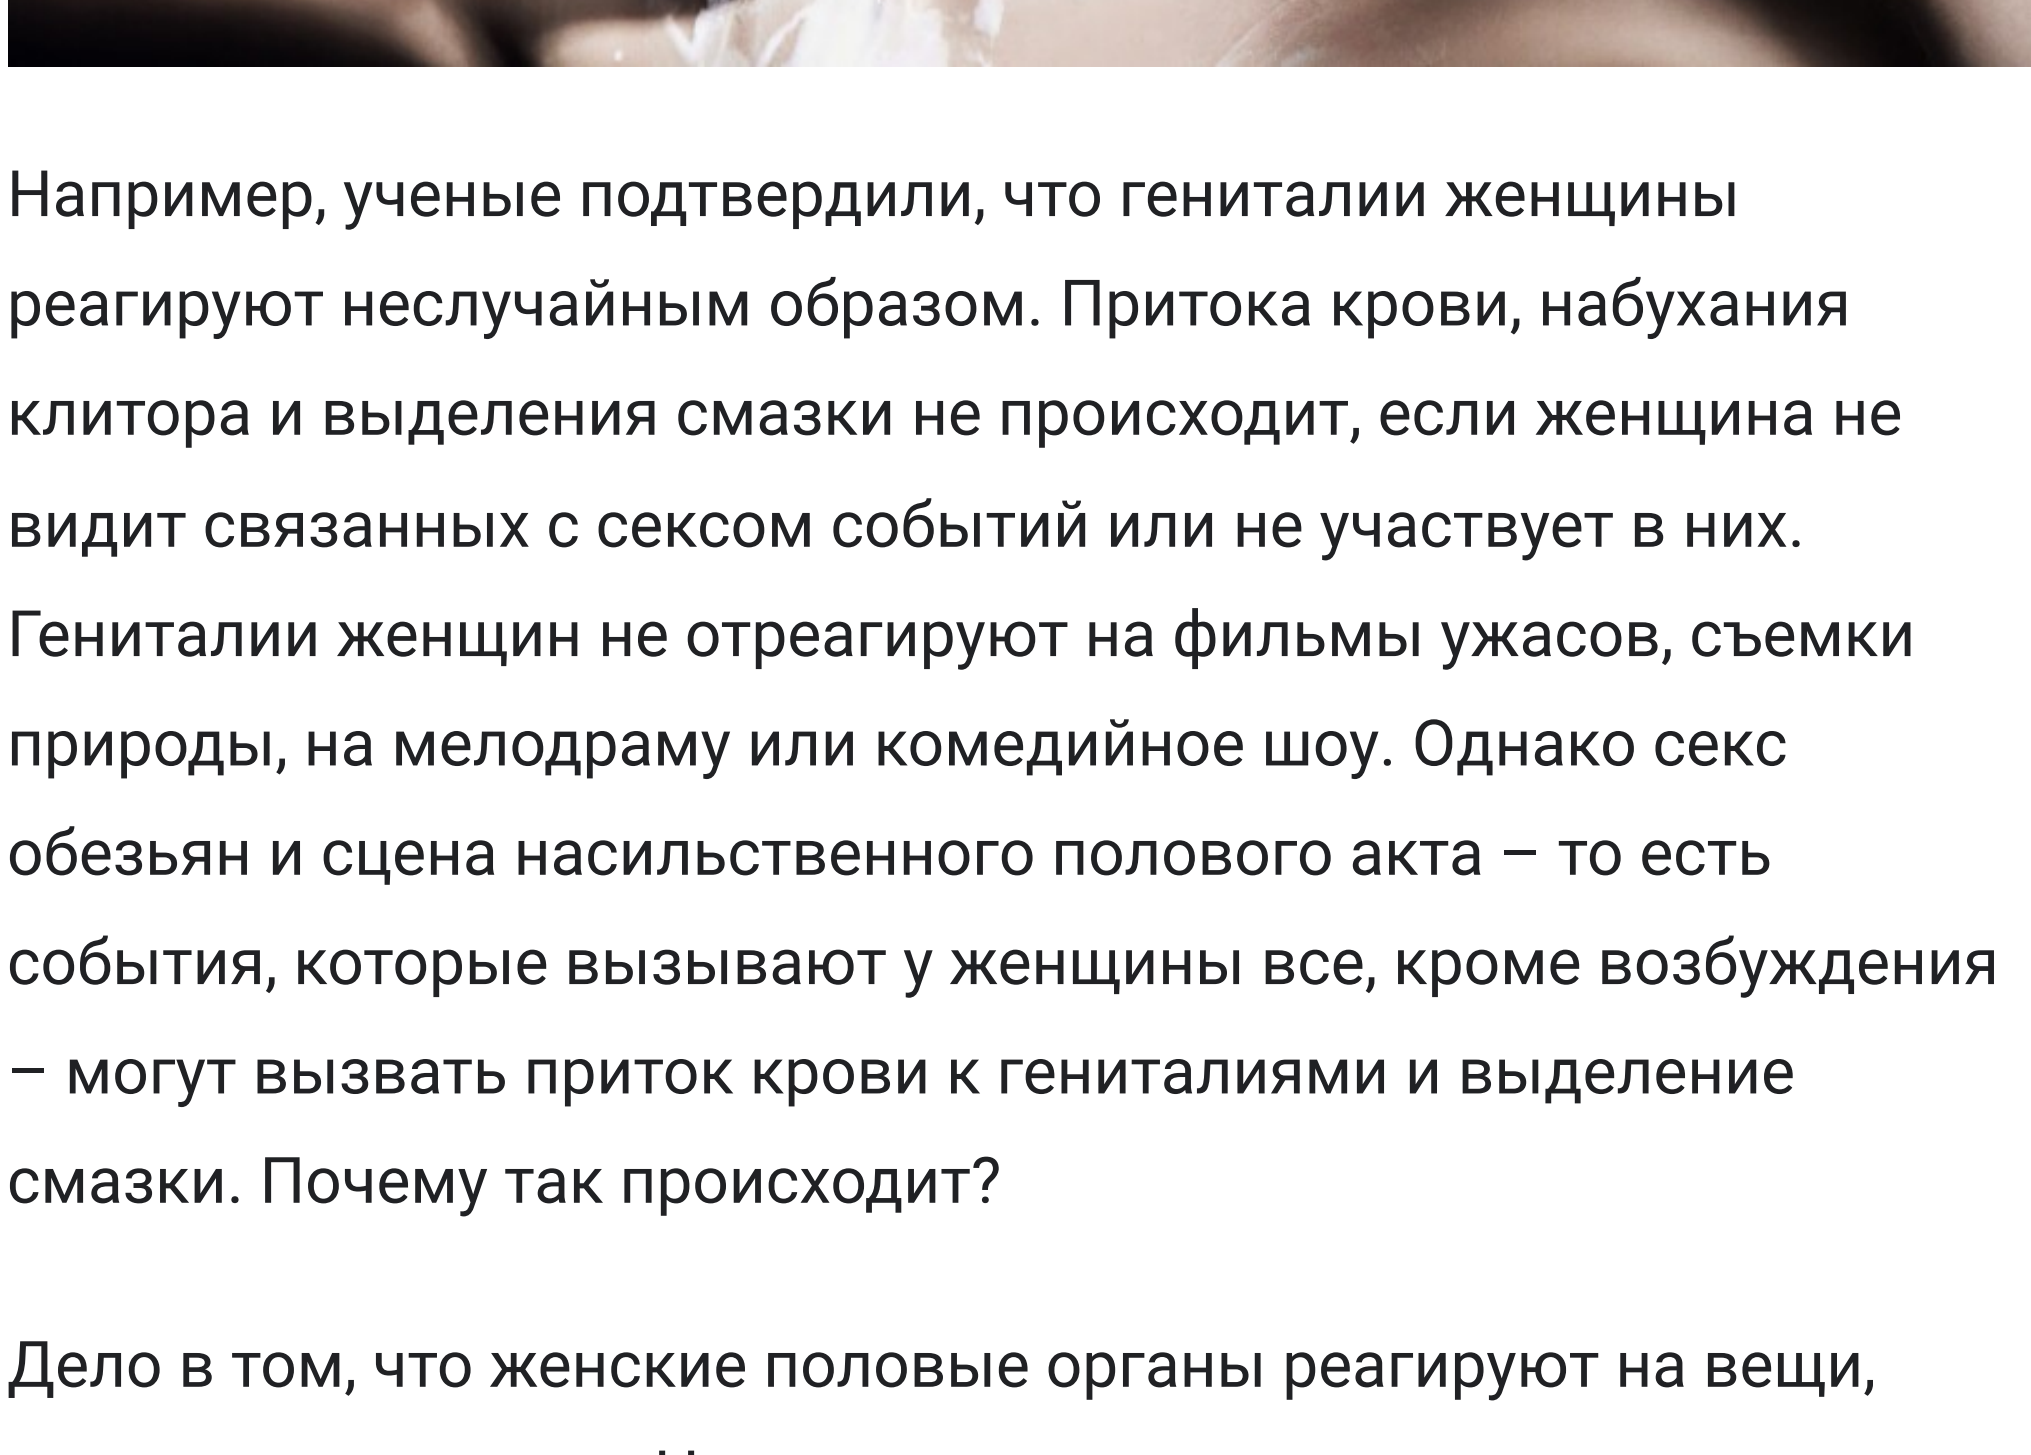 Например, ученые подтвердили, что гениталии женщины
реагируют неслучайным образом. Притока крови, набухания
клитора и выделения смазки не происходит, если женщина не
видит связанных с сексом событий или не участвует в них.
Гениталии женщин не отреагируют на фильмы ужасов, съемки
природы, на мелодраму или комедийное шоу. Однако секс
обезьян и сцена насильственного полового акта – то есть
события, которые вызывают у женщины все, кроме возбуждения
– могут вызвать приток крови к гениталиями и выделение
смазки. Почему так происходит?
Дело в том, что женские половые органы реагируют на вещи,